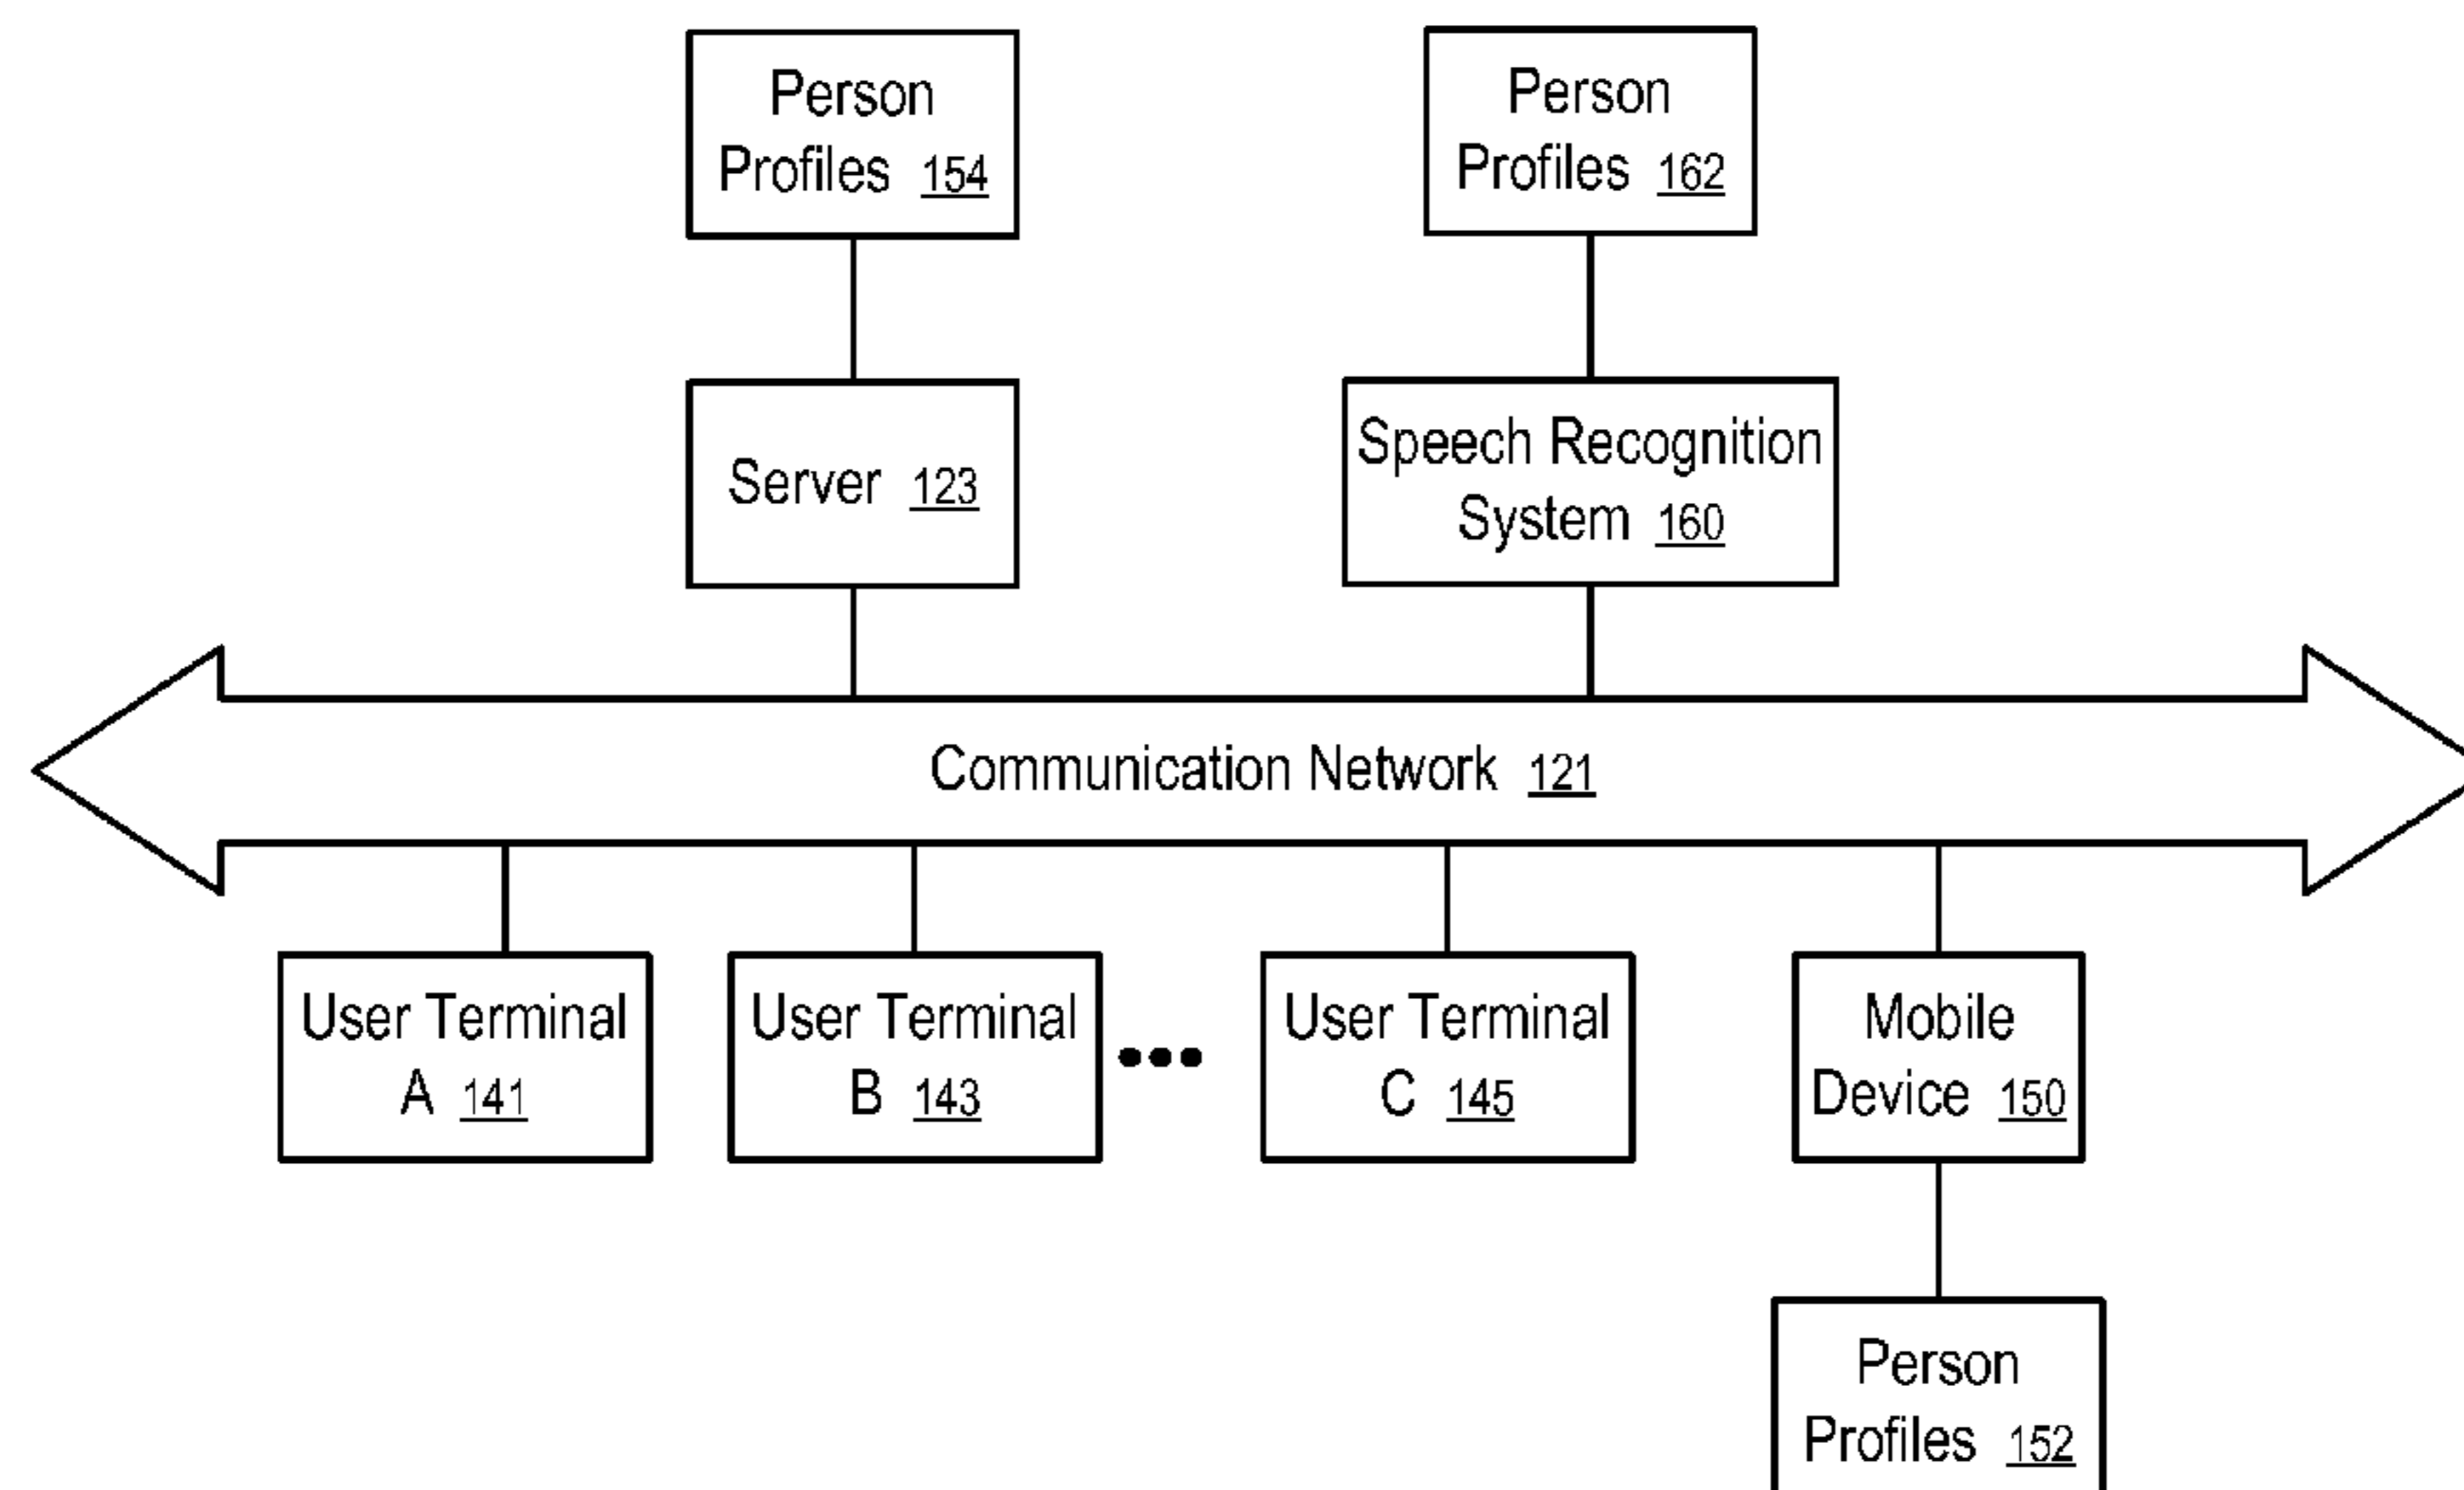 Person
Profiles 154
Person
Profiles 162
Server 123
Speech Recognition
System 160
Communication Network 121
User Terminal
A 141
User Terminal
B 143
User Terminal
C 145
Mobile
Device 150
Person
Profiles 152